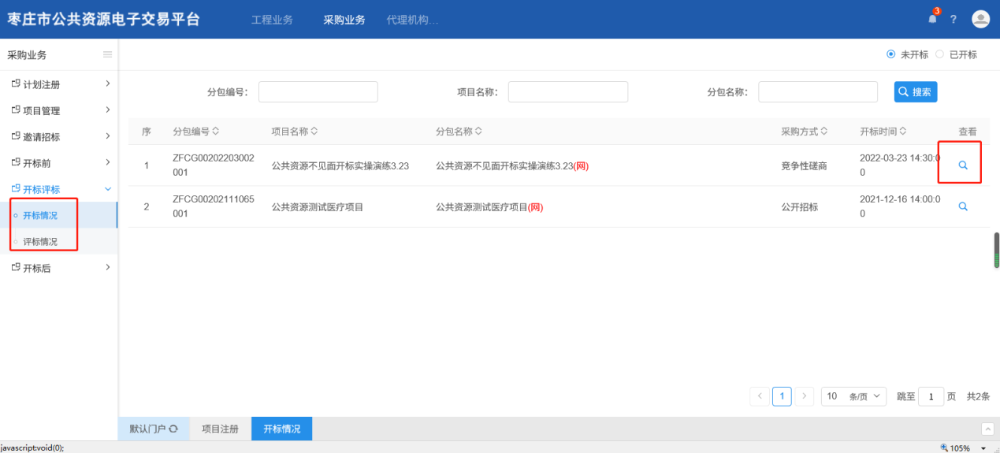 枣庄市公共资源电子交易平台 工程业务 采购业务 代理机构... 3 ?
采购业务
未开标 已开标
计划注册
项目管理
邀请招标
开标前
开标评标
开标情况
评标情况
开标后
分包编号： 项目名称： 分包名称： 搜索
序 分包编号 项目名称 分包名称 采购方式 开标时间 查看
1 ZFCG00202203002 公共资源不见面开标实操演练3.23 公共资源不见面开标实操演练3.23(网) 竞争性磋商 2022-03-23 14:30:0
001 0
2 ZFCG00202111065 公共资源测试医疗项目 公共资源测试医疗项目(网) 公开招标 2021-12-16 14:00:0
001 0
1 10 条/页 跳至 1 页 共2条
默认门户 项目注册 开标情况
javascript:void(0); 105%